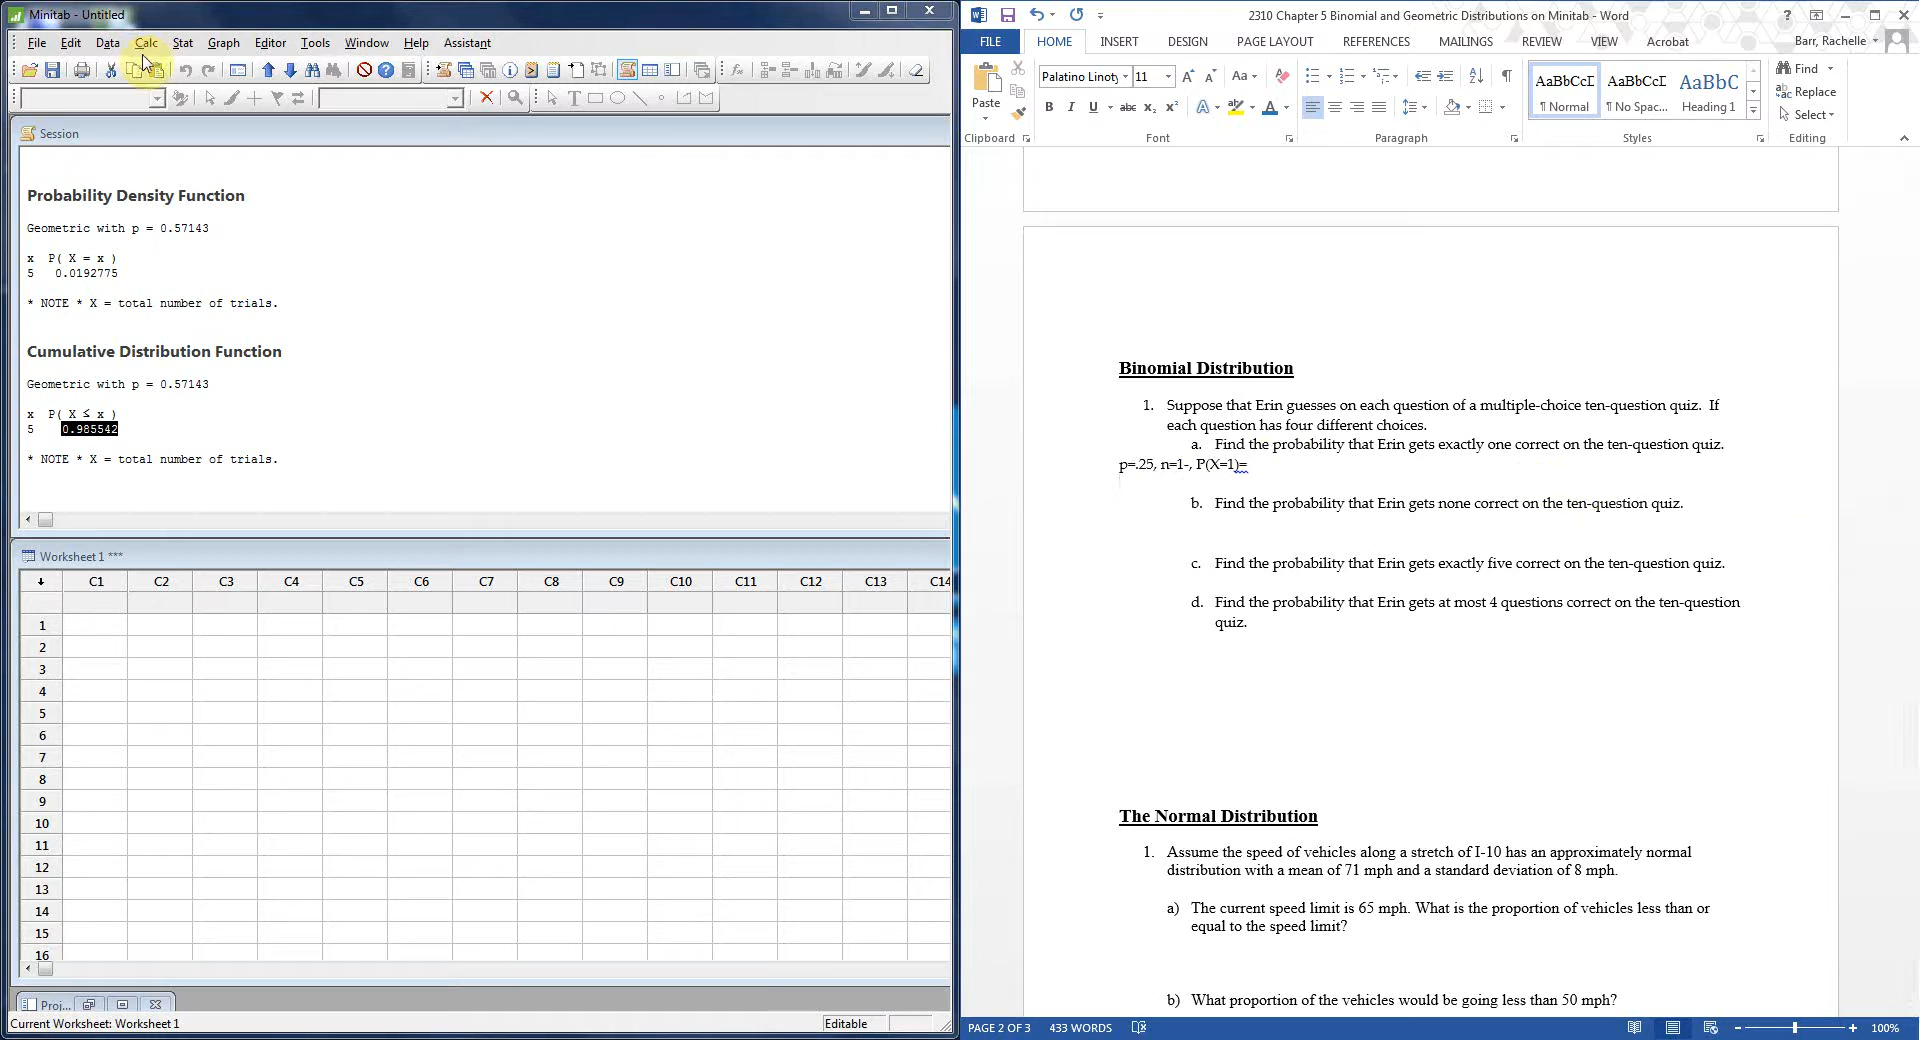 Minitab - Untitled
File Edit Data Calc Stat Graph Editor Tools Window Help Assistant
Session
Probability Density Function
Geometric with p = 0.57143
x P( X = x )
5 0.0192775
* NOTE * X = total number of trials.
Cumulative Distribution Function
Geometric with p = 0.57143
x P( X ≤ x )
5 0.985542
* NOTE * X = total number of trials.
Worksheet 1 ***
C1 C2 C3 C4 C5 C6 C7 C8 C9 C10 C11 C12 C13 C14
1
2
3
4
5
6
7
8
9
10
11
12
13
14
15
16
Proj...
Current Worksheet: Worksheet 1
Editable
2310 Chapter 5 Binomial and Geometric Distributions on Minitab - Word
FILE HOME INSERT DESIGN PAGE LAYOUT REFERENCES MAILINGS REVIEW VIEW Acrobat Barr, Rachelle
Paste
Palatino Linoty 11
Clipboard Font Paragraph Styles Editing
AaBbCcD AaBbCcD AaBbC
¶ Normal ¶ No Spac... Heading 1
Find
Replace
Select
Binomial Distribution
1. Suppose that Erin guesses on each question of a multiple-choice ten-question quiz. If
each question has four different choices.
a. Find the probability that Erin gets exactly one correct on the ten-question quiz.
p=.25, n=1-, P(X=1)=
b. Find the probability that Erin gets none correct on the ten-question quiz.
c. Find the probability that Erin gets exactly five correct on the ten-question quiz.
d. Find the probability that Erin gets at most 4 questions correct on the ten-question
quiz.
The Normal Distribution
1. Assume the speed of vehicles along a stretch of I-10 has an approximately normal
distribution with a mean of 71 mph and a standard deviation of 8 mph.
a) The current speed limit is 65 mph. What is the proportion of vehicles less than or
equal to the speed limit?
b) What proportion of the vehicles would be going less than 50 mph?
PAGE 2 OF 3 433 WORDS
100%